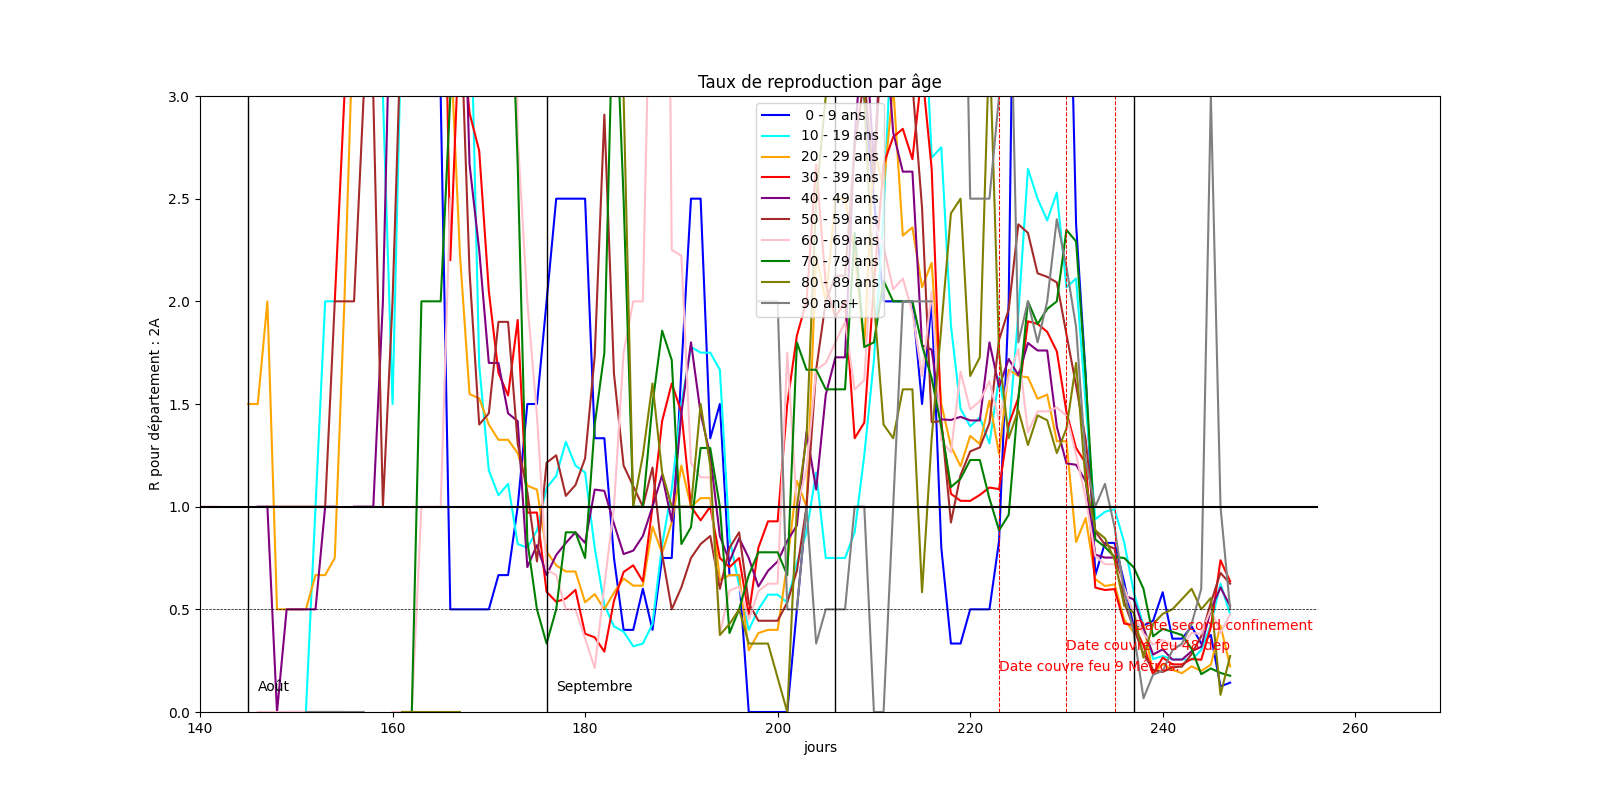 Taux de reproduction par âge
R pour département : 2A
3.0
2.5
2.0
1.5
1.0
0.5
0.0
0 - 9 ans
10 - 19 ans
20 - 29 ans
30 - 39 ans
40 - 49 ans
50 - 59 ans
60 - 69 ans
70 - 79 ans
80 - 89 ans
90 ans+
Date second confinement
Date couvre feu 48 dep
Date couvre feu 9 Métros.
Août
Septembre
140
160
180
200
220
240
260
jours